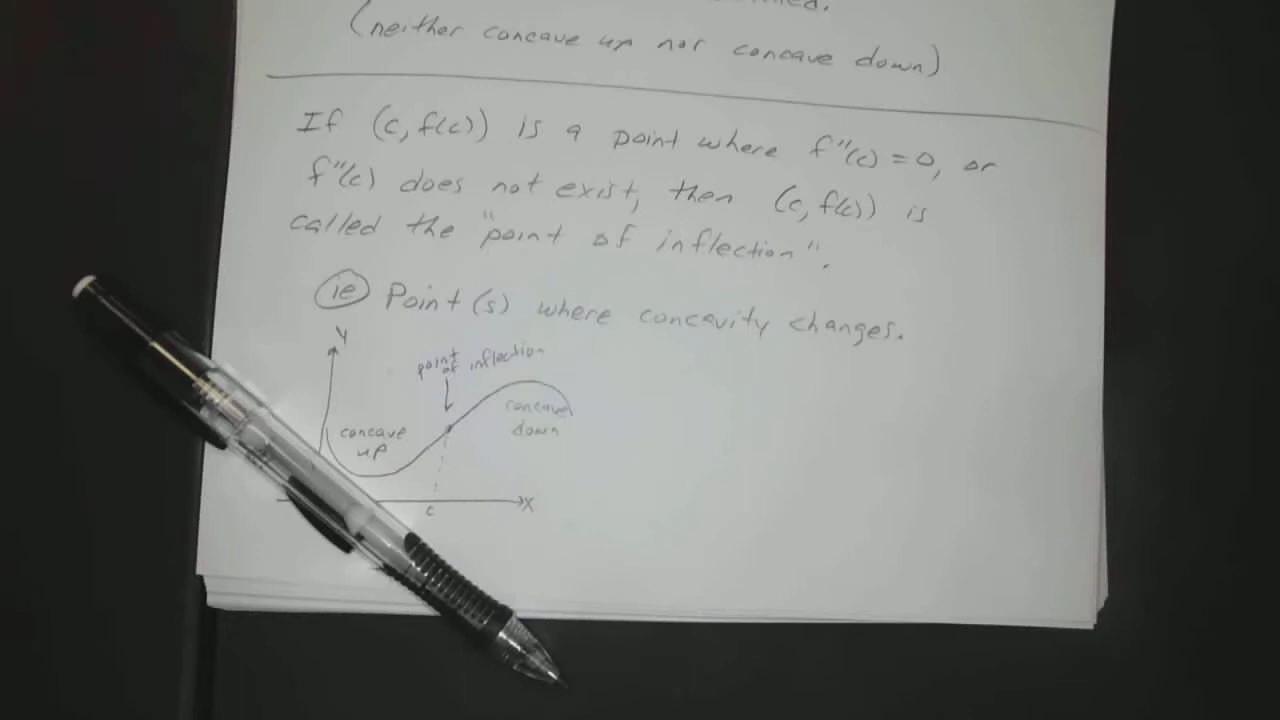 (neither concave up nor concave down)
If (c, f(c)) is a point where f"(c) = 0, or
f"(c) does not exist, then (c, f(c)) is
called the "point of inflection".
ie Point(s) where concavity changes.
Y
point of inflection
concave up
concave down
c
X